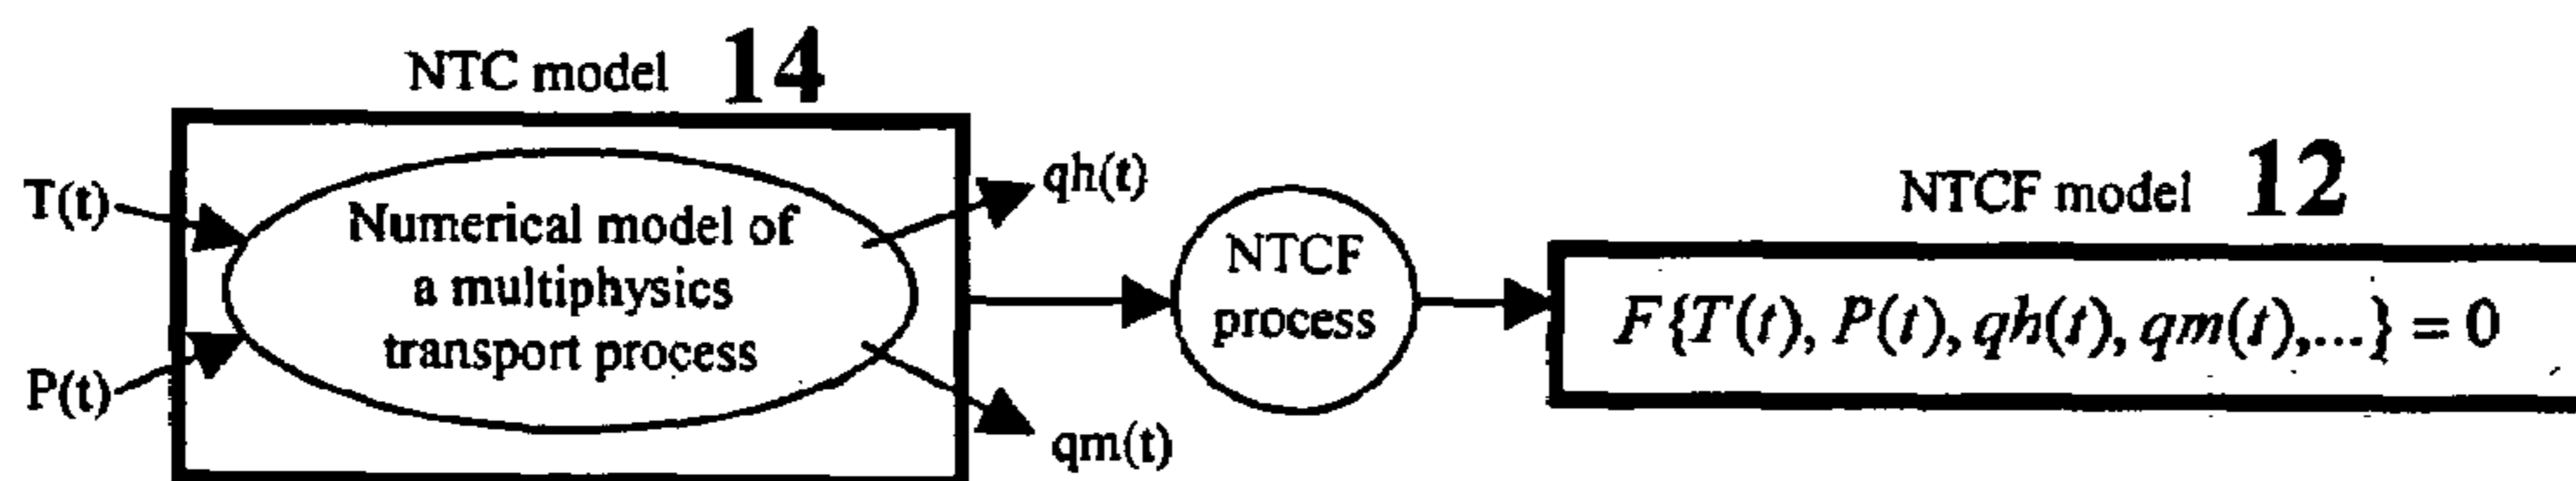 NTC model 14
T(t)
P(t)
Numerical model of
a multiphysics
transport process
qh(t)
qm(t)
NTCF
process
NTCF model 12
F{T(t), P(t), qh(t), qm(t),...} = 0